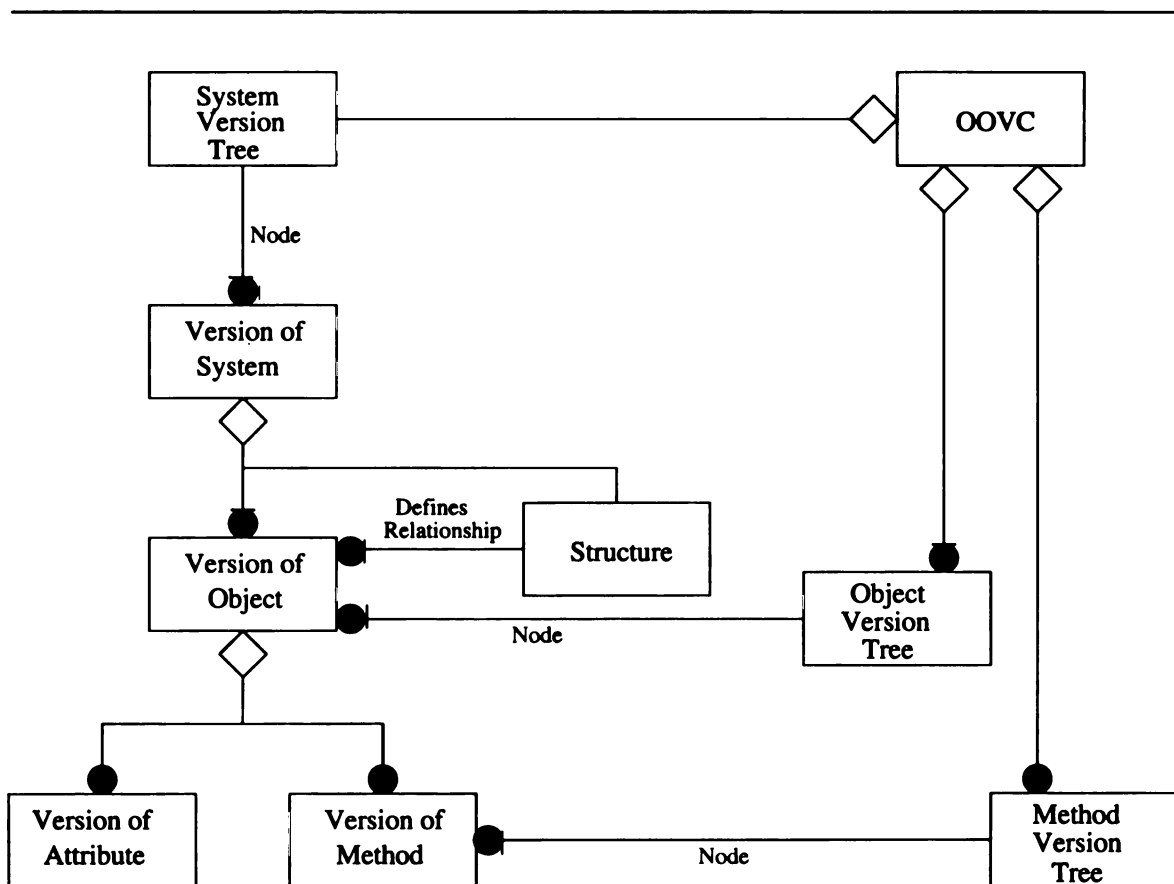 System
Version
Tree
OOVC
Node
Version of
System
Defines
Relationship
Structure
Version of
Object
Object
Version
Tree
Node
Version of
Attribute
Version of
Method
Node
Method
Version
Tree